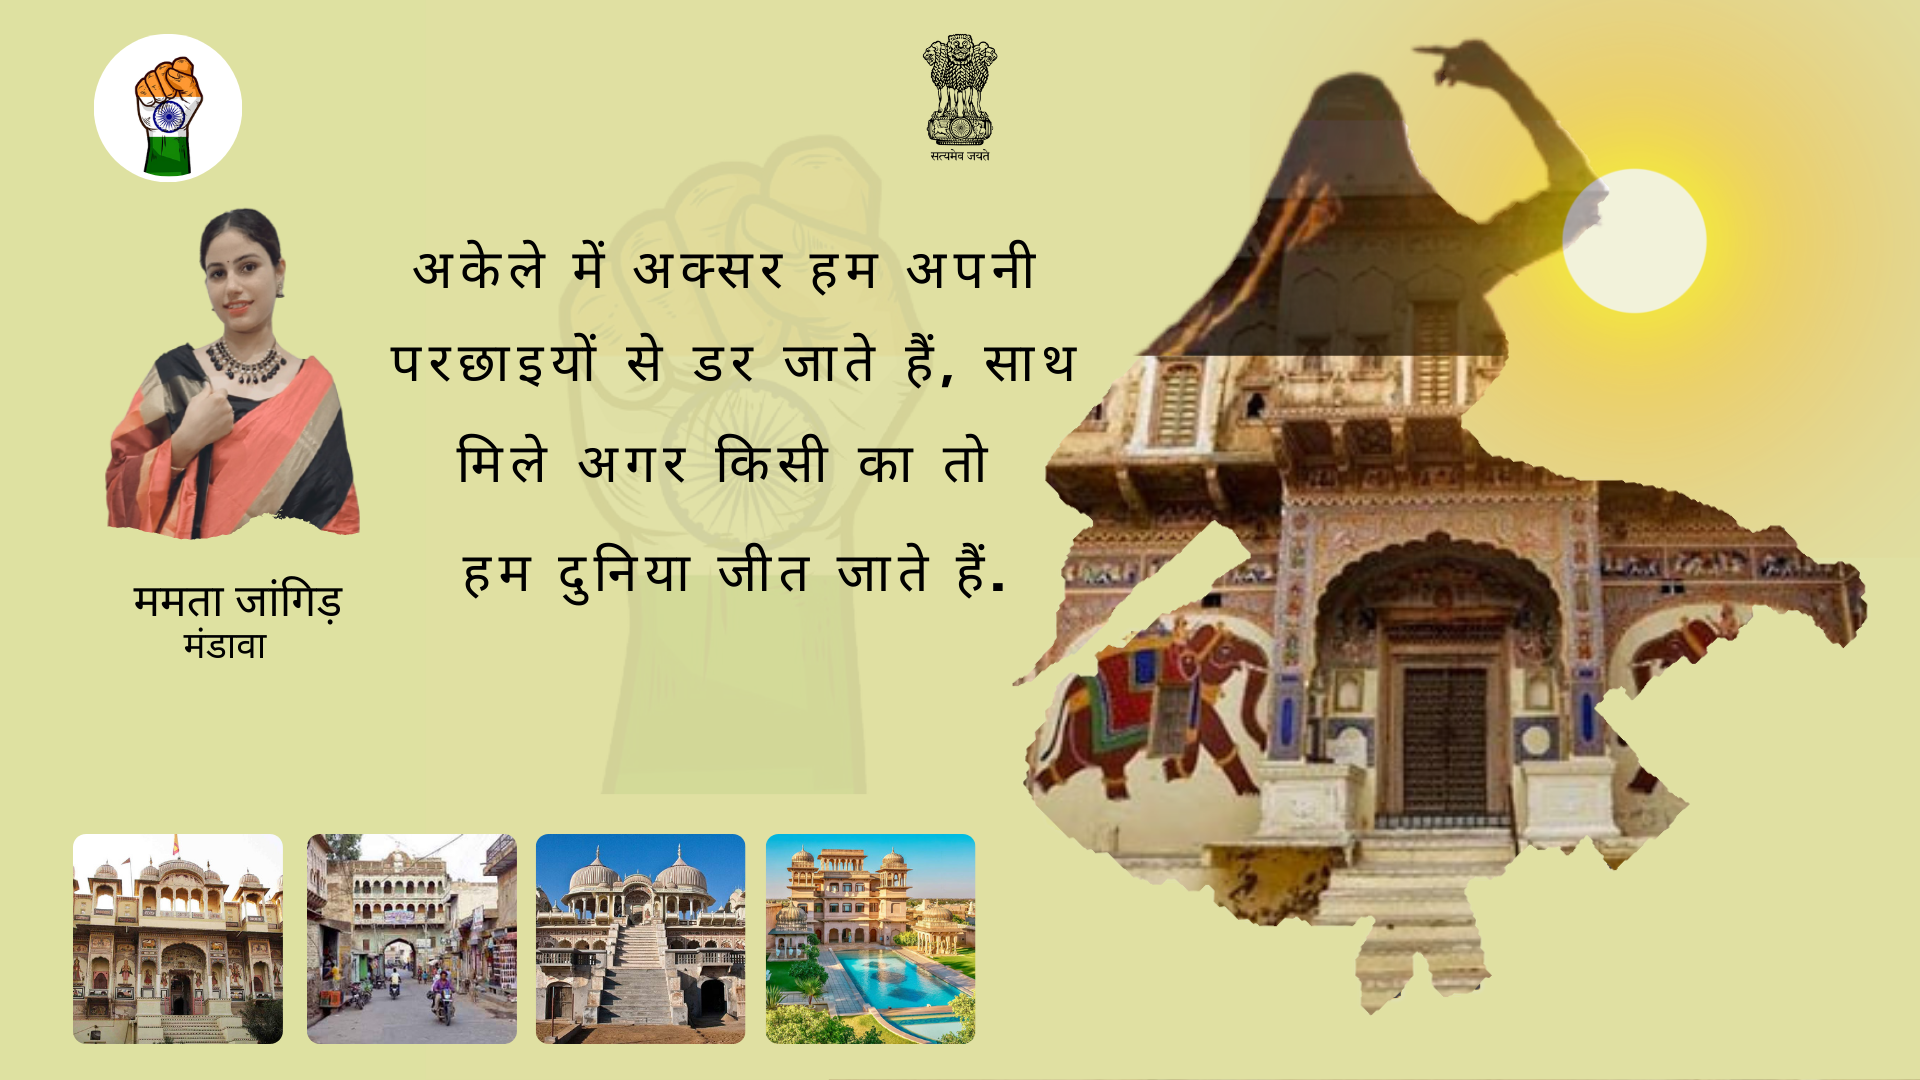 सत्यमेव जयते
अकेले में अक्सर हम अपनी
परछाइयों से डर जाते हैं, साथ
मिले अगर किसी का तो
हम दुनिया जीत जाते हैं.
ममता जांगिड़
मंडावा